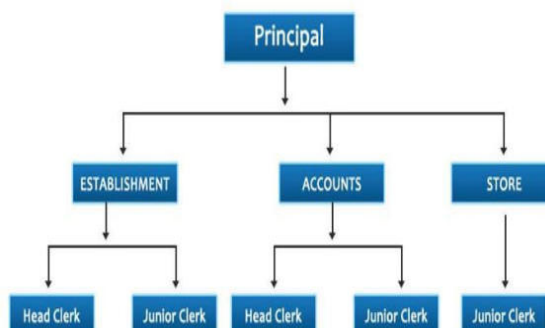 Principal
ESTABLISHMENT
ACCOUNTS
STORE
Head Clerk
Junior Clerk
Head Clerk
Junior Clerk
Junior Clerk